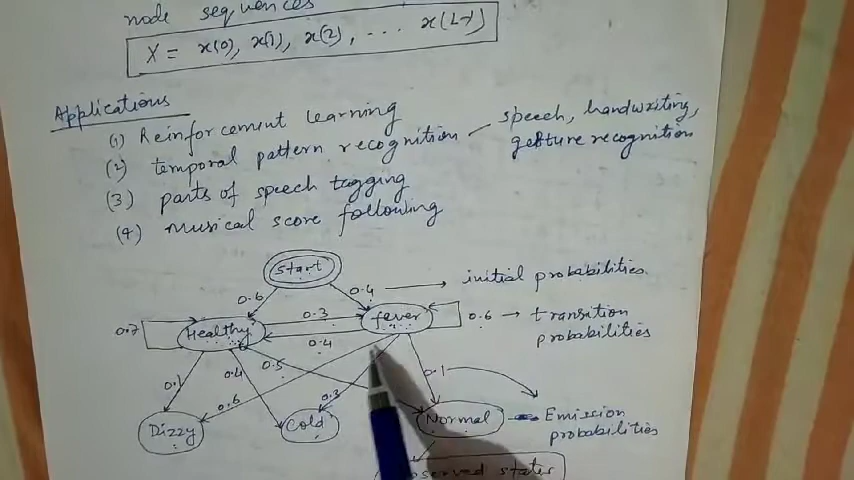 node sequences
X = x(0), x(1), x(2), ... x(L-1)
Applications
(1) Reinforcement learning
(2) temporal pattern recognition — speech, handwriting,
gesture recognition
(3) parts of speech tagging
(4) Musical score following
Start
0.6 0.4 → initial probabilities
0.7 Healthy 0.3 fever 0.6 → transition
0.4 probabilities
0.1 0.4 0.5 0.6 0.3 0.1
Dizzy Cold Normal Emission
probabilities
observed states